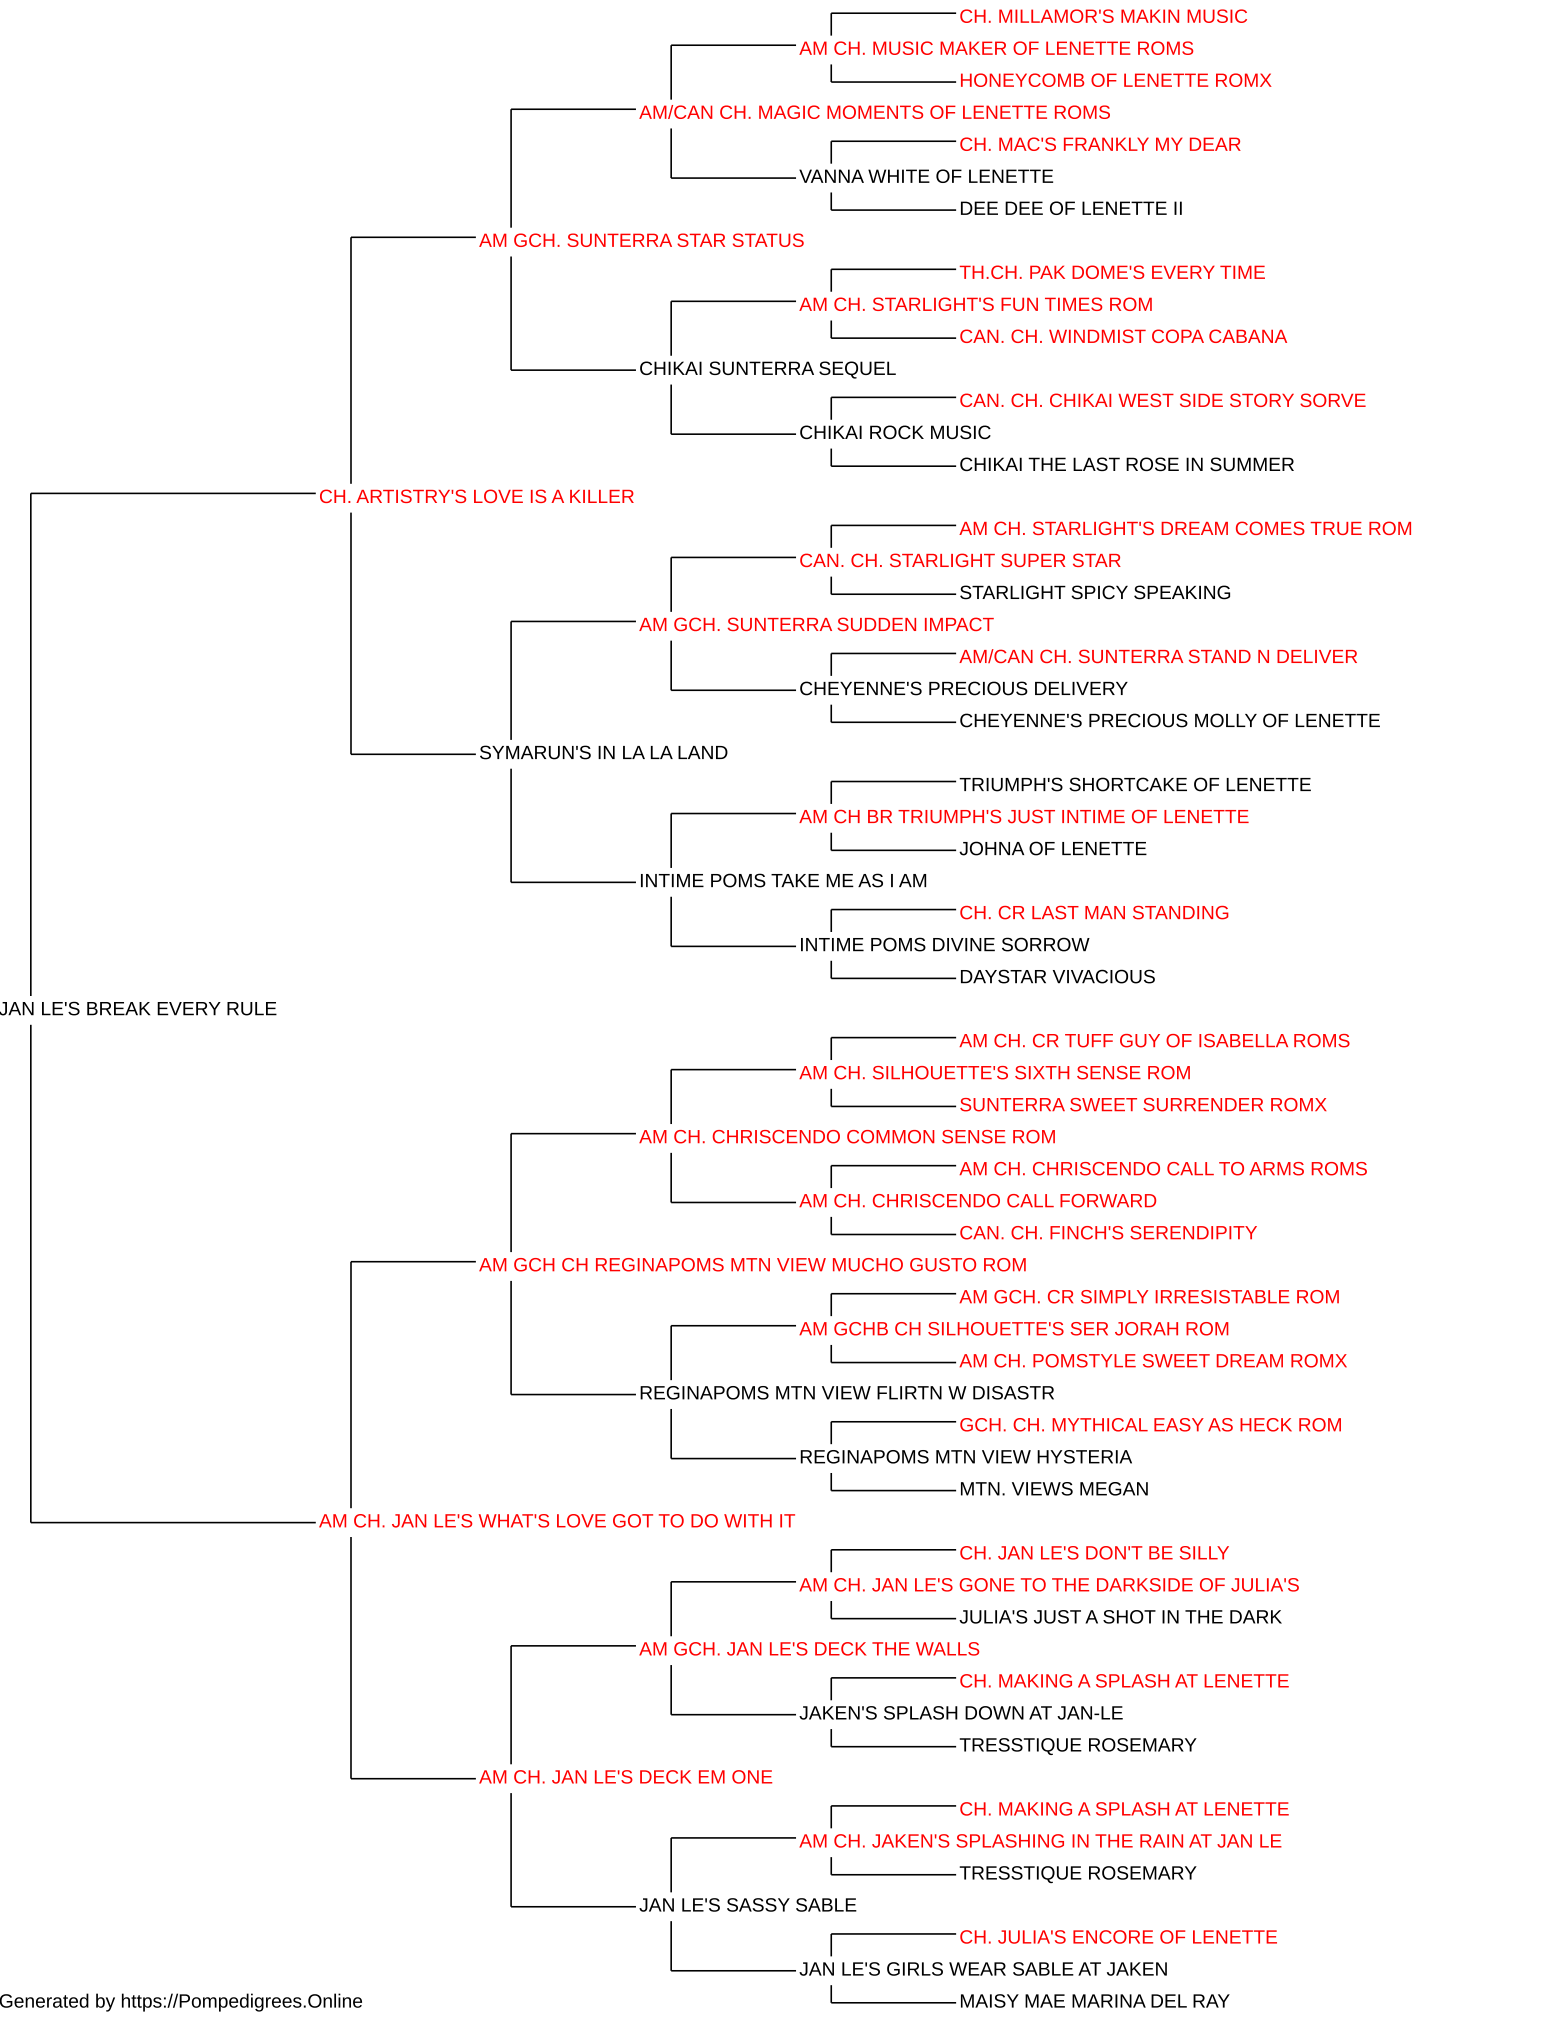 CH. MILLAMOR'S MAKIN MUSIC
AM CH. MUSIC MAKER OF LENETTE ROMS
HONEYCOMB OF LENETTE ROMX
AM/CAN CH. MAGIC MOMENTS OF LENETTE ROMS
CH. MAC'S FRANKLY MY DEAR
VANNA WHITE OF LENETTE
DEE DEE OF LENETTE II
AM GCH. SUNTERRA STAR STATUS
TH.CH. PAK DOME'S EVERY TIME
AM CH. STARLIGHT'S FUN TIMES ROM
CAN. CH. WINDMIST COPA CABANA
CHIKAI SUNTERRA SEQUEL
CAN. CH. CHIKAI WEST SIDE STORY SORVE
CHIKAI ROCK MUSIC
CHIKAI THE LAST ROSE IN SUMMER
CH. ARTISTRY'S LOVE IS A KILLER
AM CH. STARLIGHT'S DREAM COMES TRUE ROM
CAN. CH. STARLIGHT SUPER STAR
STARLIGHT SPICY SPEAKING
AM GCH. SUNTERRA SUDDEN IMPACT
AM/CAN CH. SUNTERRA STAND N DELIVER
CHEYENNE'S PRECIOUS DELIVERY
CHEYENNE'S PRECIOUS MOLLY OF LENETTE
SYMARUN'S IN LA LA LAND
TRIUMPH'S SHORTCAKE OF LENETTE
AM CH BR TRIUMPH'S JUST INTIME OF LENETTE
JOHNA OF LENETTE
INTIME POMS TAKE ME AS I AM
CH. CR LAST MAN STANDING
INTIME POMS DIVINE SORROW
DAYSTAR VIVACIOUS
JAN LE'S BREAK EVERY RULE
AM CH. CR TUFF GUY OF ISABELLA ROMS
AM CH. SILHOUETTE'S SIXTH SENSE ROM
SUNTERRA SWEET SURRENDER ROMX
AM CH. CHRISCENDO COMMON SENSE ROM
AM CH. CHRISCENDO CALL TO ARMS ROMS
AM CH. CHRISCENDO CALL FORWARD
CAN. CH. FINCH'S SERENDIPITY
AM GCH CH REGINAPOMS MTN VIEW MUCHO GUSTO ROM
AM GCH. CR SIMPLY IRRESISTABLE ROM
AM GCHB CH SILHOUETTE'S SER JORAH ROM
AM CH. POMSTYLE SWEET DREAM ROMX
REGINAPOMS MTN VIEW FLIRTN W DISASTR
GCH. CH. MYTHICAL EASY AS HECK ROM
REGINAPOMS MTN VIEW HYSTERIA
MTN. VIEWS MEGAN
AM CH. JAN LE'S WHAT'S LOVE GOT TO DO WITH IT
CH. JAN LE'S DON'T BE SILLY
AM CH. JAN LE'S GONE TO THE DARKSIDE OF JULIA'S
JULIA'S JUST A SHOT IN THE DARK
AM GCH. JAN LE'S DECK THE WALLS
CH. MAKING A SPLASH AT LENETTE
JAKEN'S SPLASH DOWN AT JAN-LE
TRESSTIQUE ROSEMARY
AM CH. JAN LE'S DECK EM ONE
CH. MAKING A SPLASH AT LENETTE
AM CH. JAKEN'S SPLASHING IN THE RAIN AT JAN LE
TRESSTIQUE ROSEMARY
JAN LE'S SASSY SABLE
CH. JULIA'S ENCORE OF LENETTE
JAN LE'S GIRLS WEAR SABLE AT JAKEN
MAISY MAE MARINA DEL RAY
Generated by https://Pompedigrees.Online